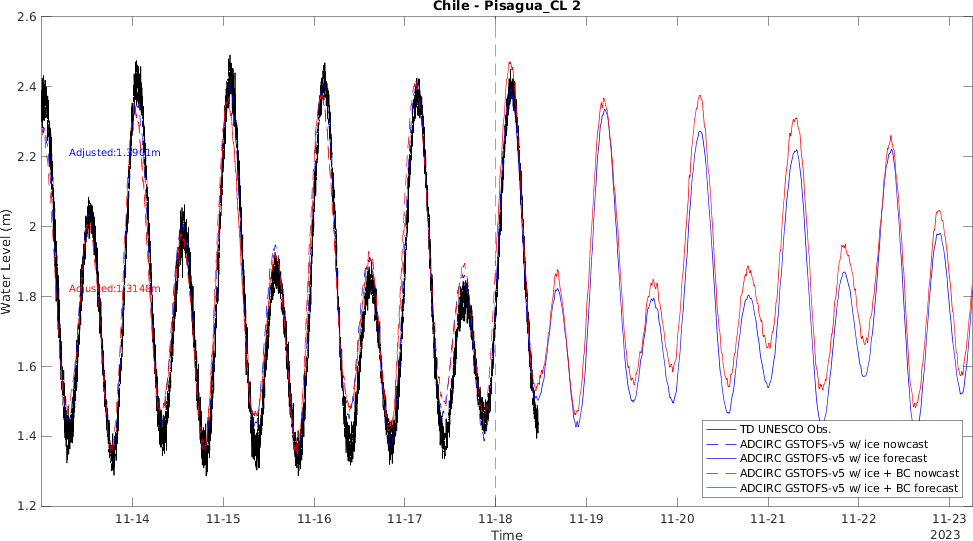 Chile - Pisagua_CL 2
2.6
2.4
2.2
2
1.8
1.6
1.4
1.2
Water Level (m)
Adjusted:1.3148m
11-14
11-15
11-16
11-17
11-18
11-19
11-20
11-21
11-22
11-23
2023
Time
TD UNESCO Obs.
ADCIRC GSTOFS-v5 w/ ice nowcast
ADCIRC GSTOFS-v5 w/ ice forecast
ADCIRC GSTOFS-v5 w/ ice + BC nowcast
ADCIRC GSTOFS-v5 w/ ice + BC forecast